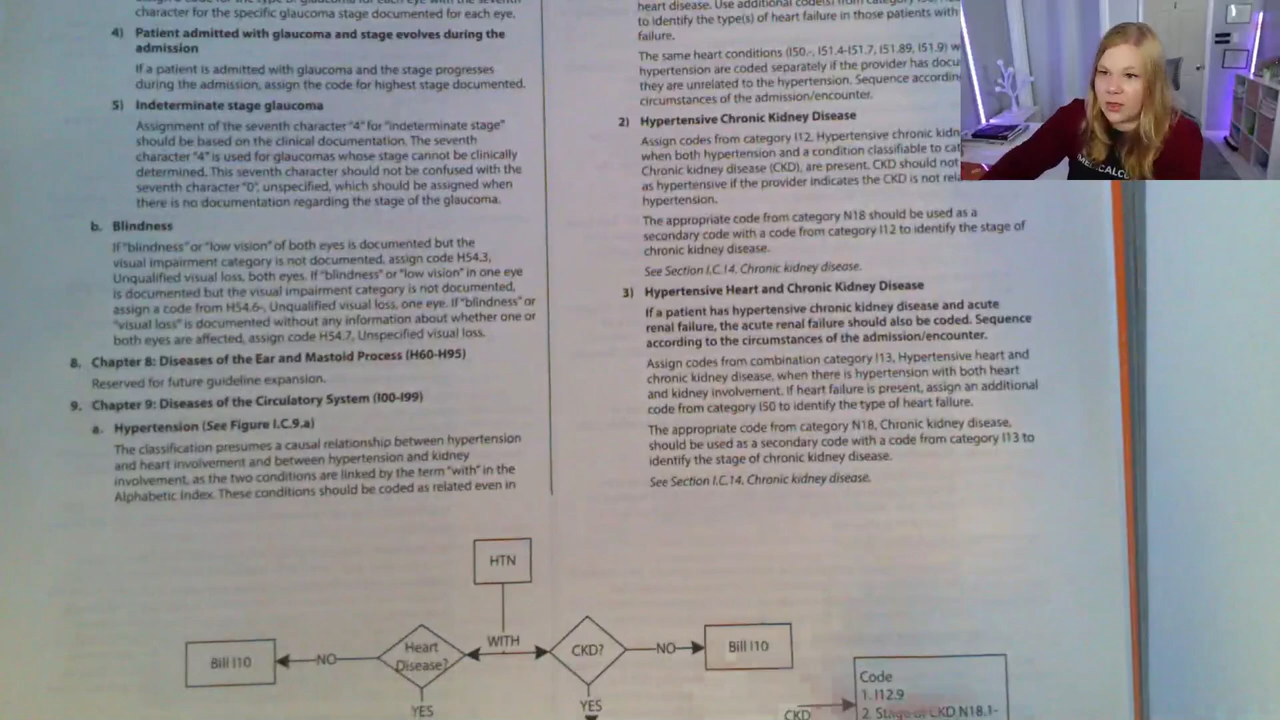 character for the specific glaucoma stage documented for each eye.
4) Patient admitted with glaucoma and stage evolves during the
admission
If a patient is admitted with glaucoma and the stage progresses
during the admission, assign the code for highest stage documented.
5) Indeterminate stage glaucoma
Assignment of the seventh character "4" for "indeterminate stage"
should be based on the clinical documentation. The seventh
character "4" is used for glaucomas whose stage cannot be clinically
determined. This seventh character should not be confused with the
seventh character "0", unspecified, which should be assigned when
there is no documentation regarding the stage of the glaucoma.
b. Blindness
If "blindness" or "low vision" of both eyes is documented but the
visual impairment category is not documented, assign code H54.3,
Unqualified visual loss, both eyes. If "blindness" or "low vision" in one eye
is documented but the visual impairment category is not documented,
assign a code from H54.6-, Unqualified visual loss, one eye. If "blindness" or
"visual loss" is documented without any information about whether one or
both eyes are affected, assign code H54.7, Unspecified visual loss.
8. Chapter 8: Diseases of the Ear and Mastoid Process (H60-H95)
Reserved for future guideline expansion.
9. Chapter 9: Diseases of the Circulatory System (I00-I99)
a. Hypertension (See Figure I.C.9.a)
The classification presumes a causal relationship between hypertension
and heart involvement and between hypertension and kidney
involvement, as the two conditions are linked by the term "with" in the
Alphabetic Index. These conditions should be coded as related even in
heart disease. Use additional code(s) from category
to identify the type(s) of heart failure in those patients with
failure.
The same heart conditions (I50.-, I51.4-I51.7, I51.89, I51.9) w
hypertension are coded separately if the provider has docu
they are unrelated to the hypertension. Sequence accordin
circumstances of the admission/encounter.
2) Hypertensive Chronic Kidney Disease
Assign codes from category I12, Hypertensive chronic kidn
when both hypertension and a condition classifiable to cat
Chronic kidney disease (CKD), are present. CKD should not
as hypertensive if the provider indicates the CKD is not rela
hypertension.
The appropriate code from category N18 should be used as a
secondary code with a code from category I12 to identify the stage of
chronic kidney disease.
See Section I.C.14, Chronic kidney disease.
3) Hypertensive Heart and Chronic Kidney Disease
If a patient has hypertensive chronic kidney disease and acute
renal failure, the acute renal failure should also be coded. Sequence
according to the circumstances of the admission/encounter.
Assign codes from combination category I13, Hypertensive heart and
chronic kidney disease, when there is hypertension with both heart
and kidney involvement. If heart failure is present, assign an additional
code from category I50 to identify the type of heart failure.
The appropriate code from category N18, Chronic kidney disease,
should be used as a secondary code with a code from category I13 to
identify the stage of chronic kidney disease.
See Section I.C.14, Chronic kidney disease.
HTN
WITH
Bill I10
NO
Heart
Disease?
CKD?
NO
Bill I10
YES
YES
CKD
Code
1. I12.9
2. Stage of CKD N18.1-